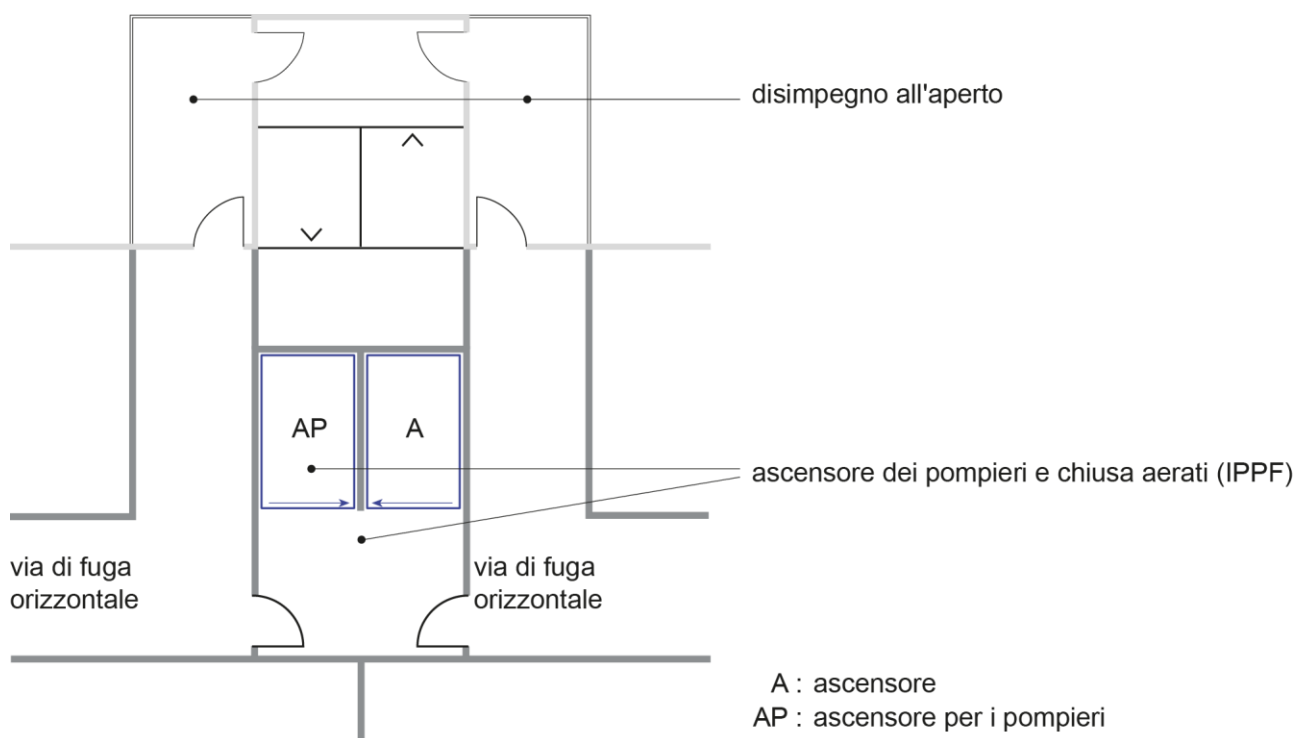 disimpegno all'aperto
AP
A
ascensore dei pompieri e chiusa aerati (IPPF)
via di fuga
orizzontale
via di fuga
orizzontale
A : ascensore
AP : ascensore per i pompieri